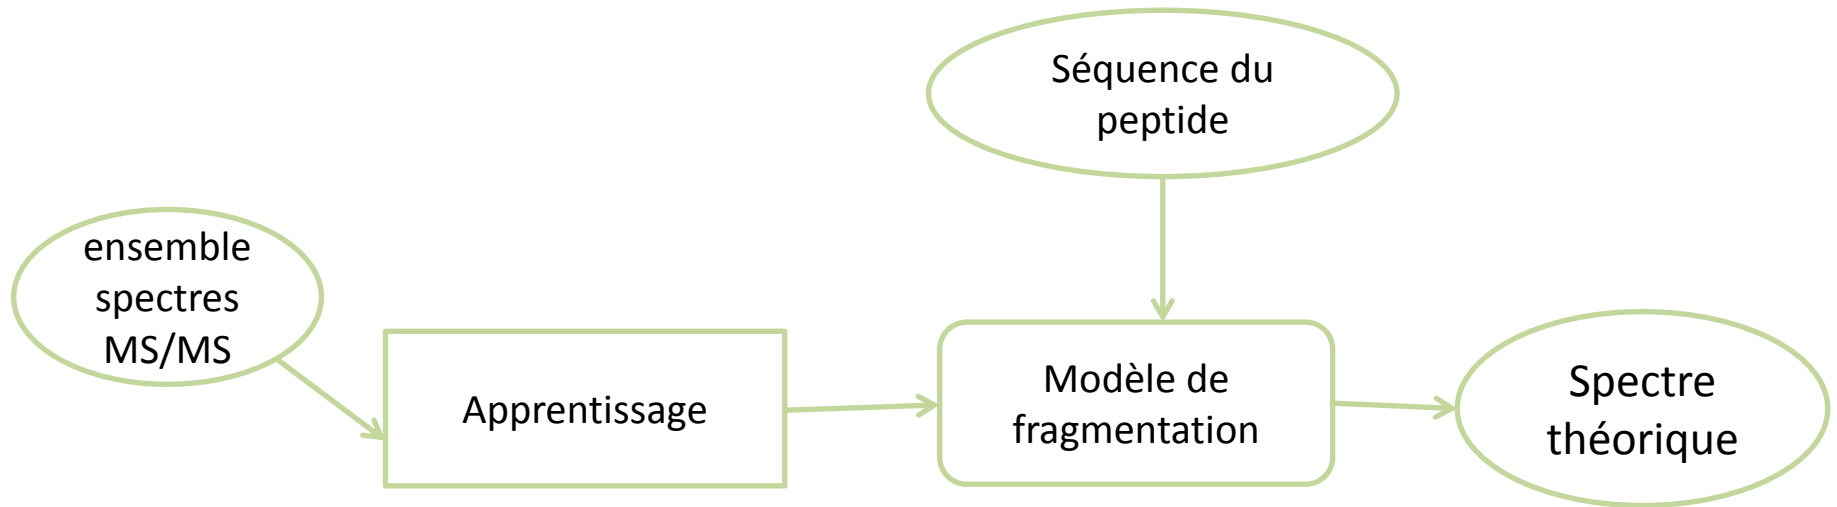 Séquence du
peptide
ensemble
spectres
MS/MS
Apprentissage
Modèle de
fragmentation
Spectre
théorique